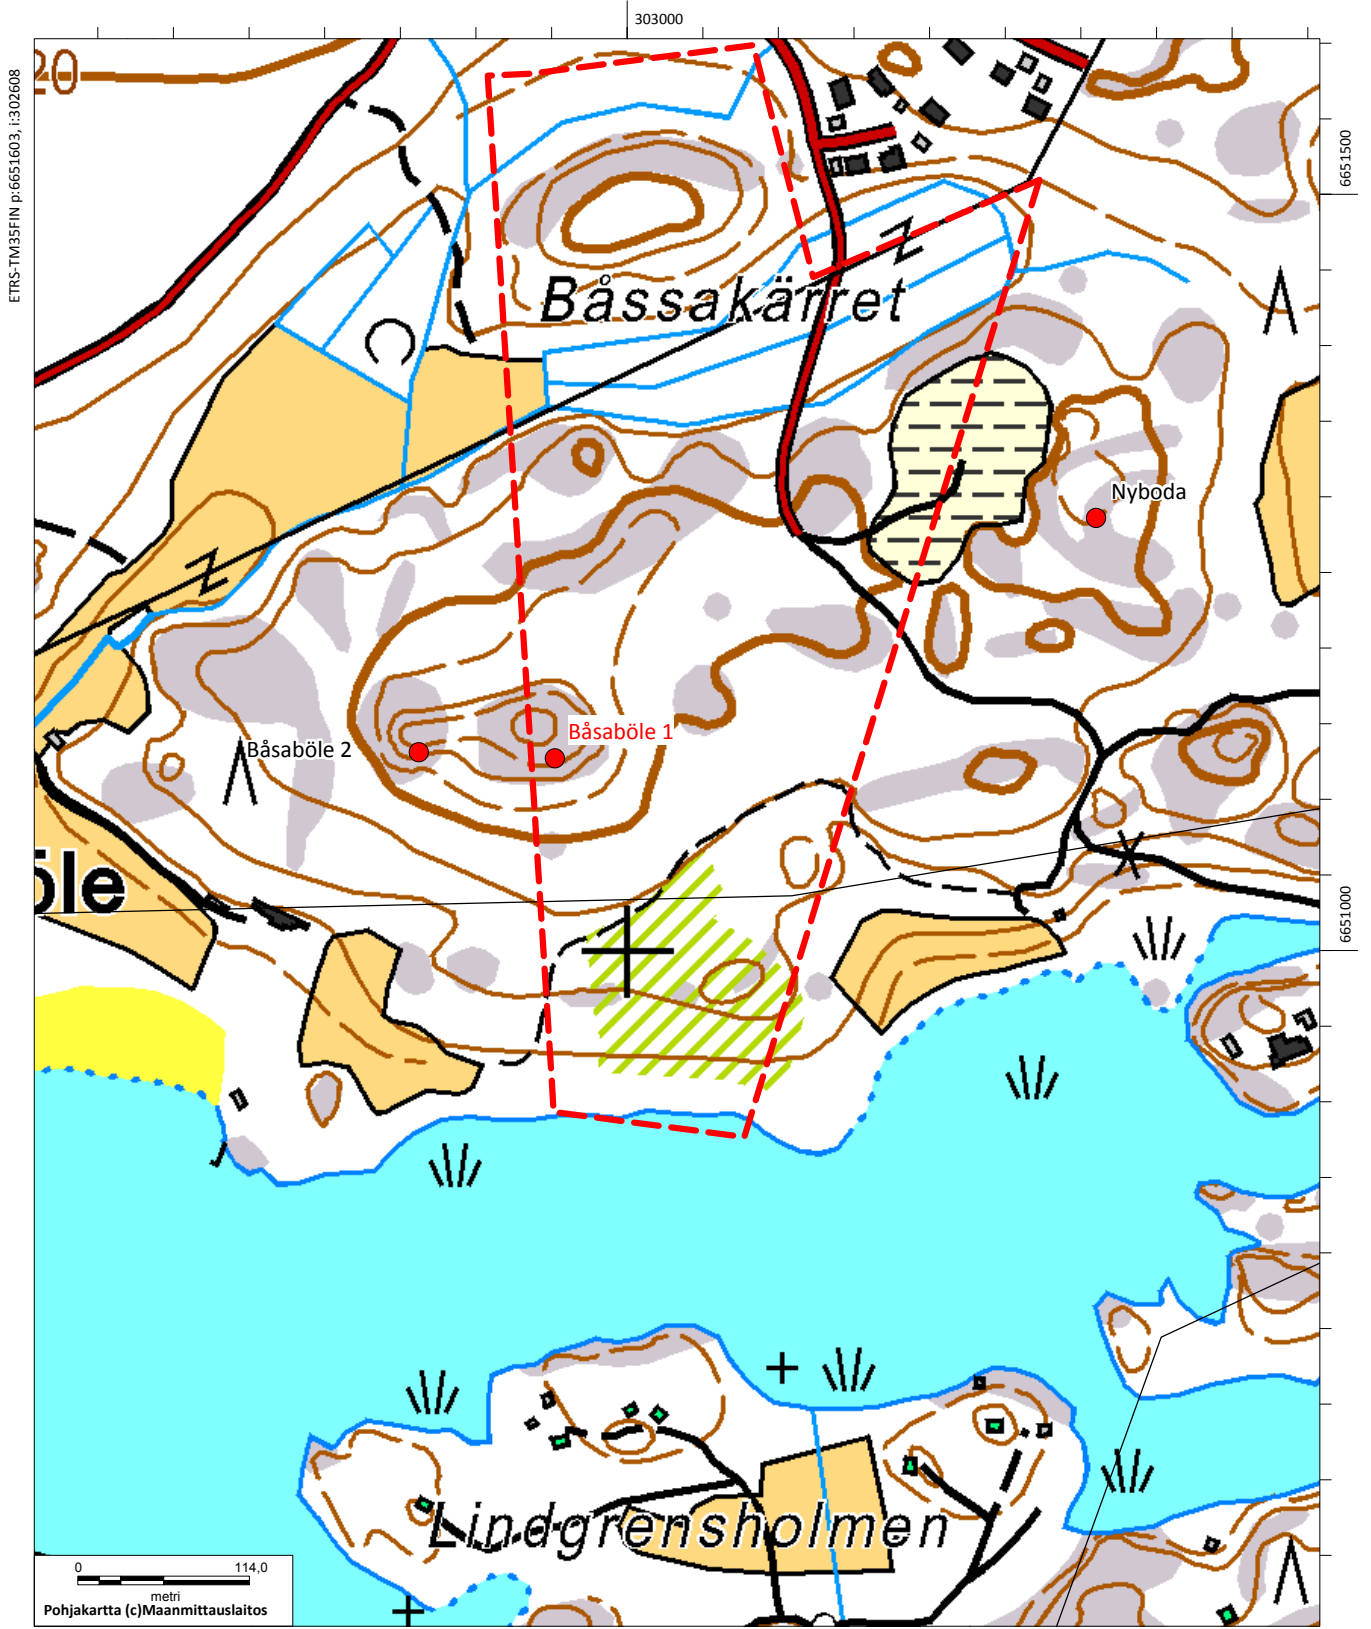 303000
ETRS-TM35FIN p:6651603, i:302608
20
6651500
Båssakärret
Nyboda
Båsaböle 1
Båsaböle 2
öle
6651000
Lindgrensholmen
0 114,0
metri
Pohjakartta (c)Maanmittauslaitos